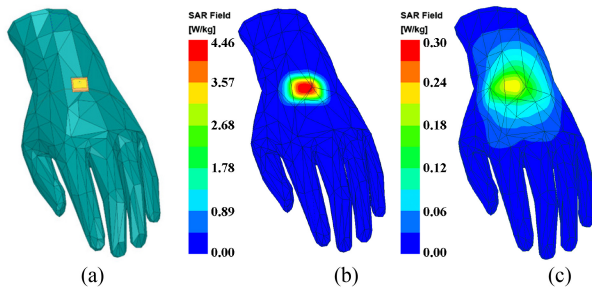 SAR Field
[W/kg]
4.46
3.57
2.68
1.78
0.89
0.00
SAR Field
[W/kg]
0.30
0.24
0.18
0.12
0.06
0.00
(a)
(b)
(c)